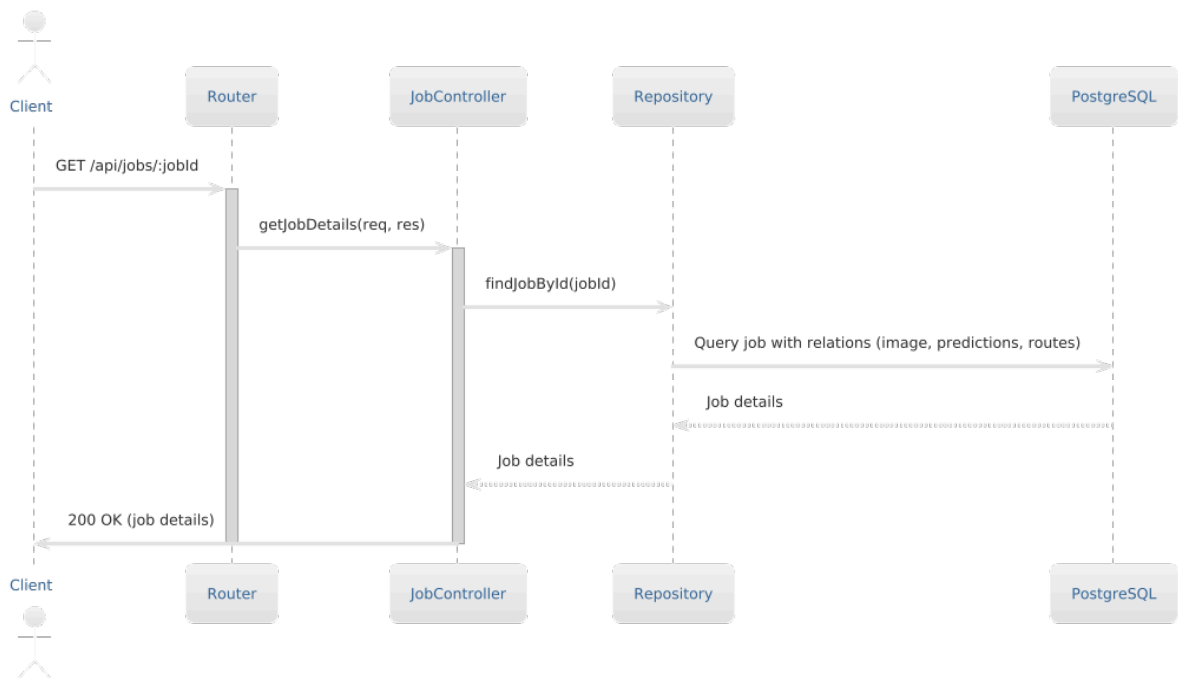 Client
Router
JobController
Repository
PostgreSQL
GET /api/jobs/:jobId
getJobDetails(req, res)
findJobById(jobId)
Query job with relations (image, predictions, routes)
Job details
Job details
200 OK (job details)
Client
Router
JobController
Repository
PostgreSQL